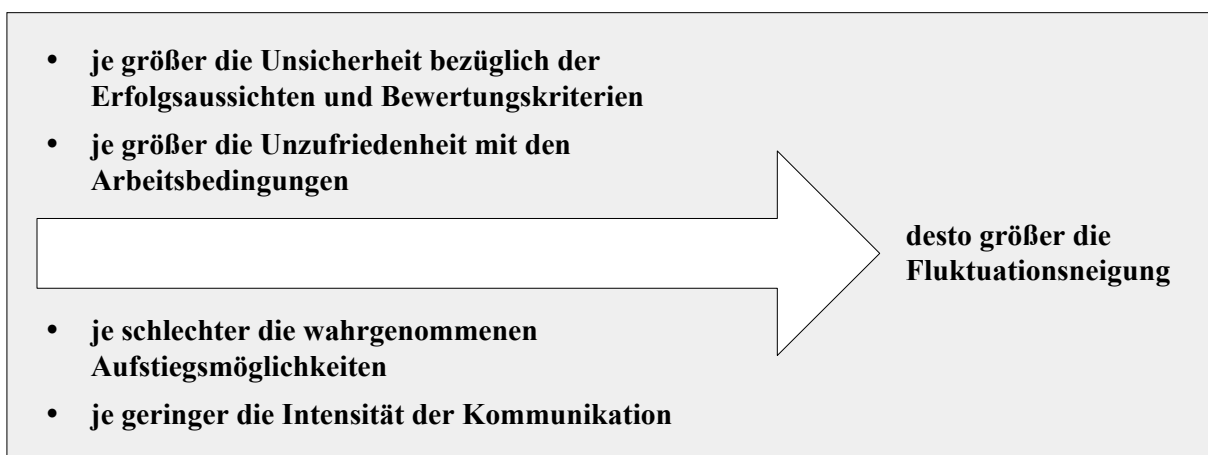 • je größer die Unsicherheit bezüglich der
Erfolgsaussichten und Bewertungskriterien
• je größer die Unzufriedenheit mit den
Arbeitsbedingungen
desto größer die
Fluktuationsneigung
• je schlechter die wahrgenommenen
Aufstiegsmöglichkeiten
• je geringer die Intensität der Kommunikation